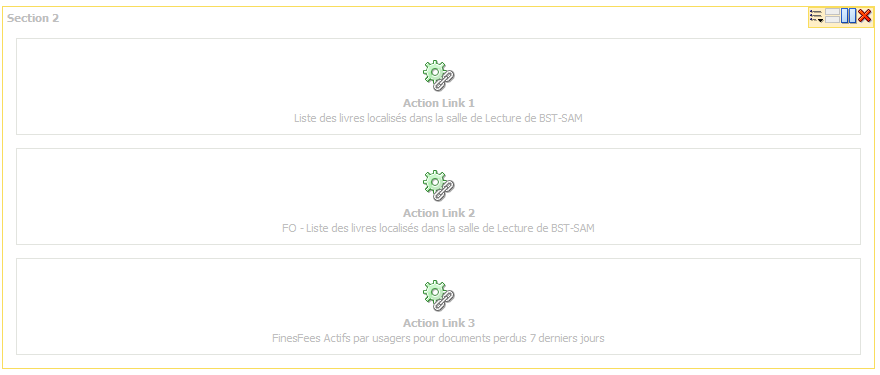 Section 2
Action Link 1
Liste des livres localisés dans la salle de Lecture de BST-SAM
Action Link 2
FO - Liste des livres localisés dans la salle de Lecture de BST-SAM
Action Link 3
FinesFees Actifs par usagers pour documents perdus 7 derniers jours